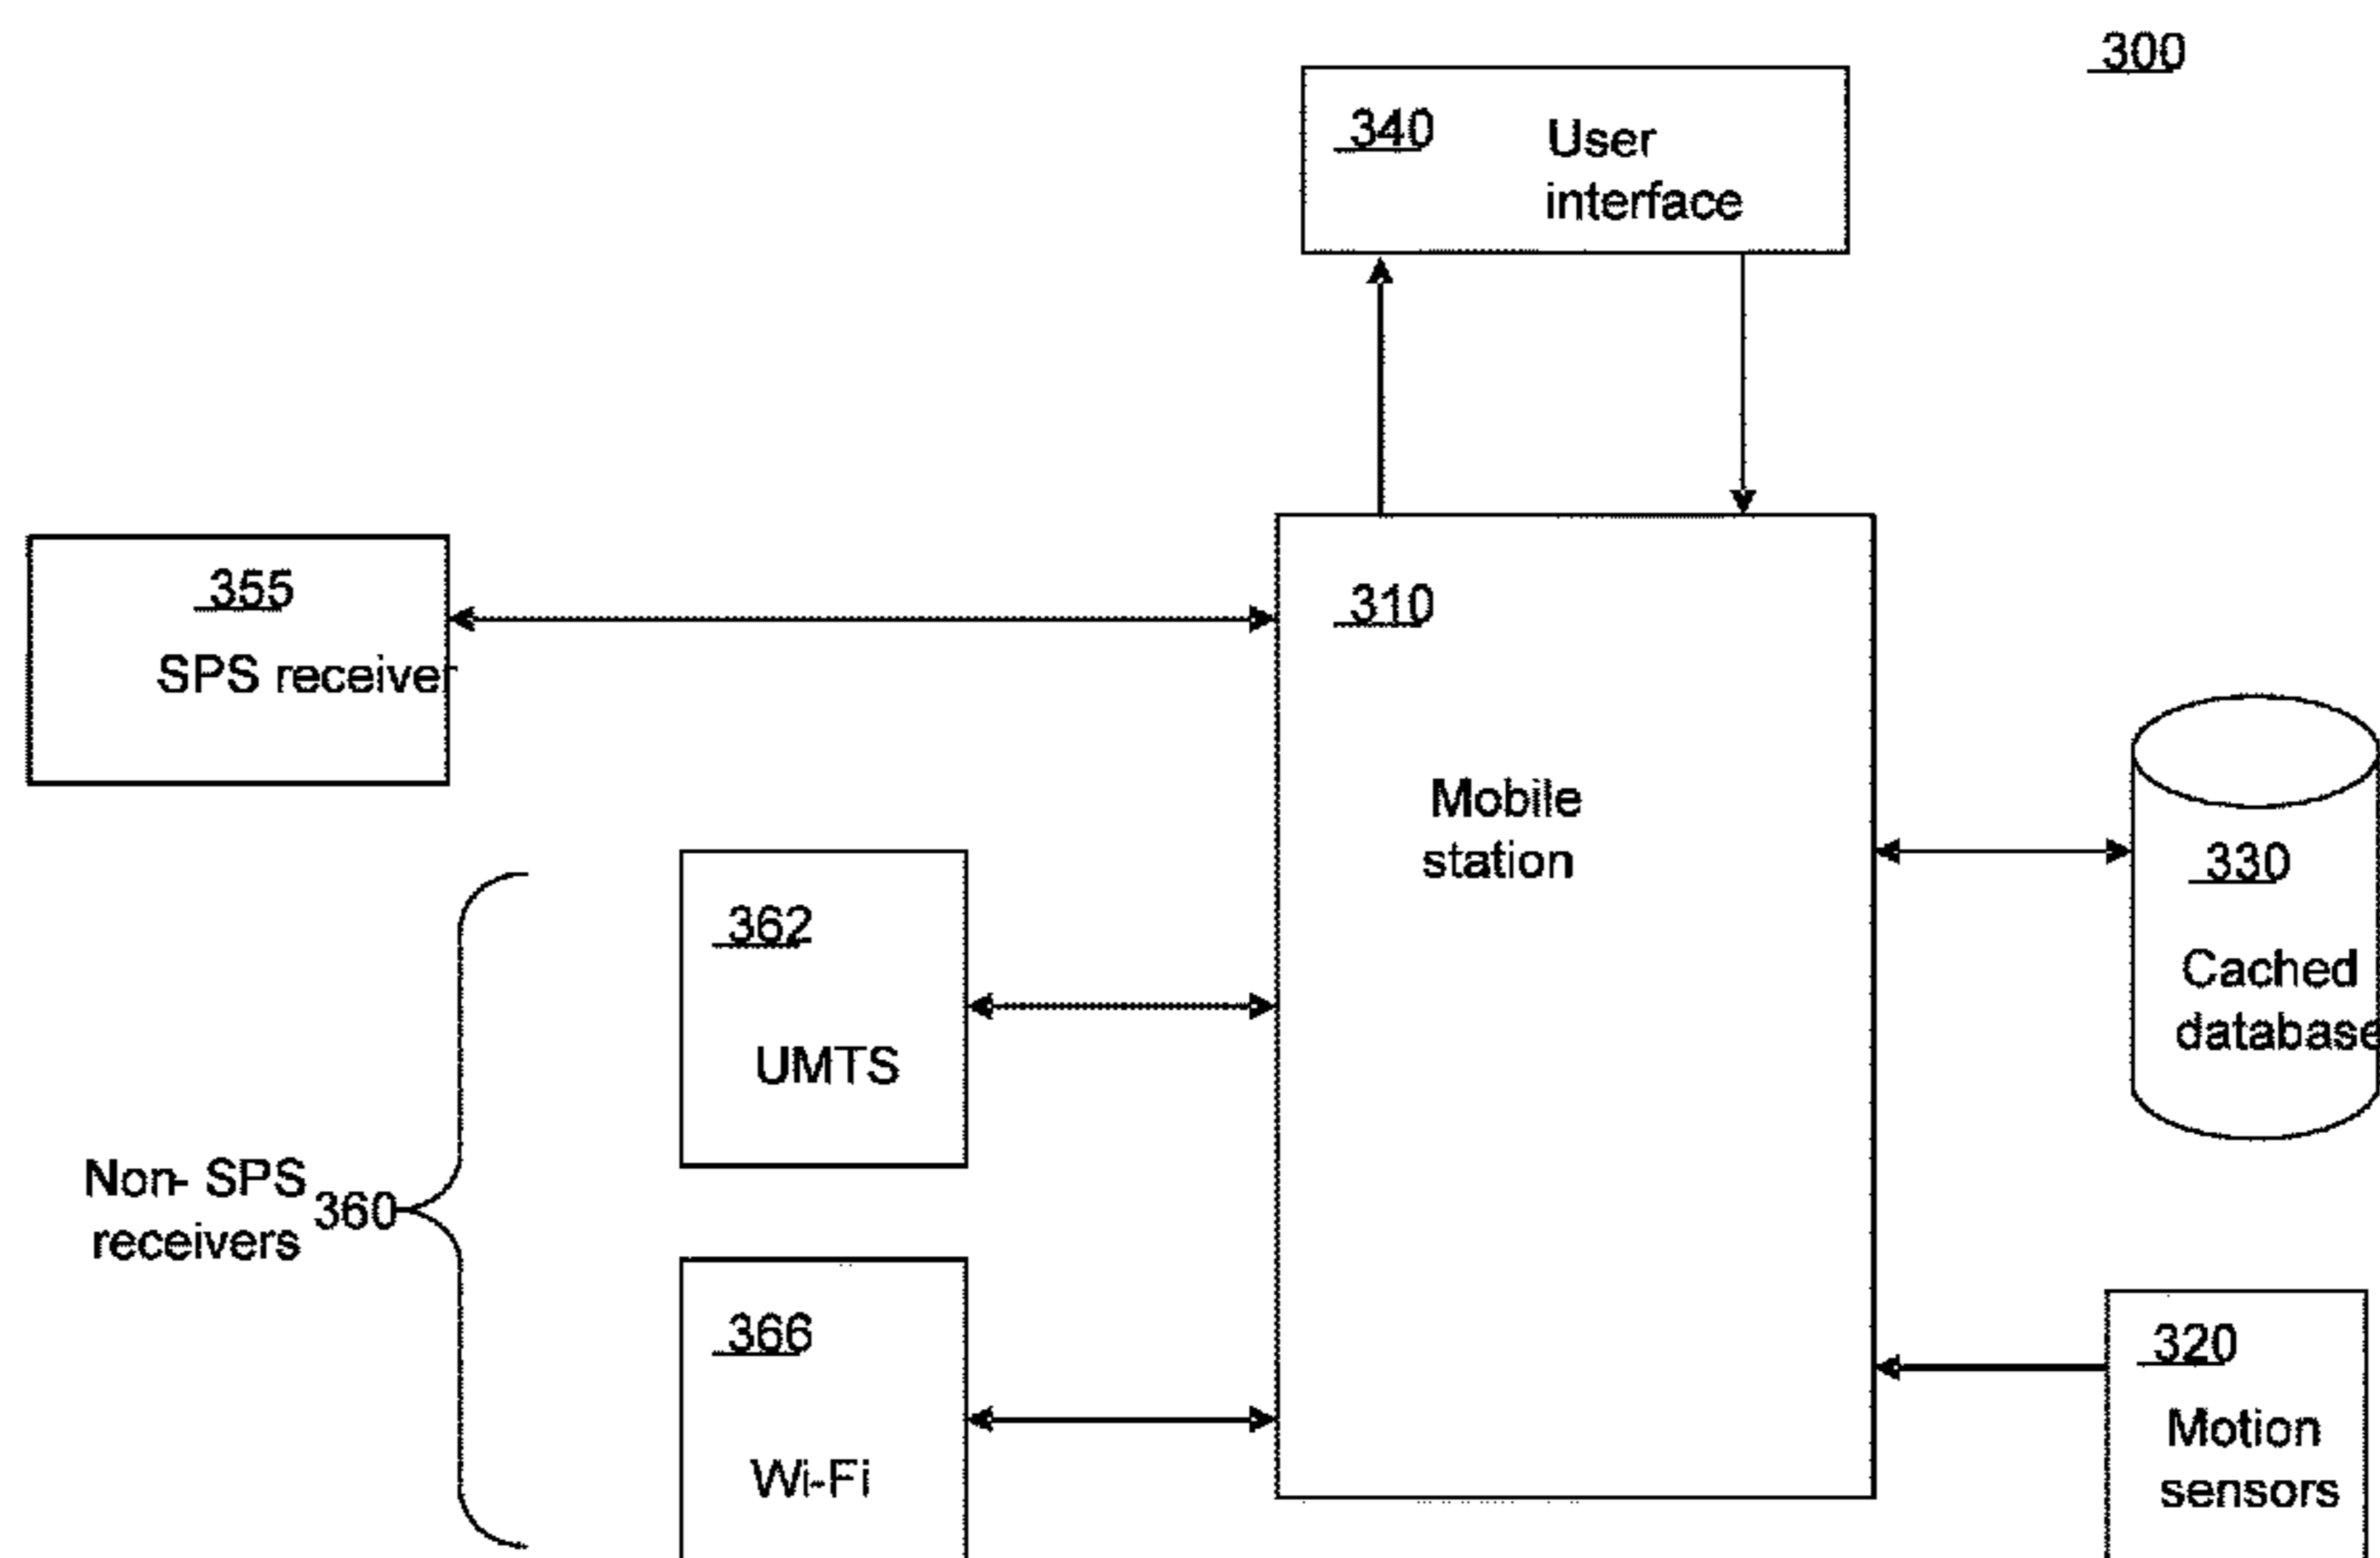 300
340
User
interface
355
SPS receiver
310
Mobile
station
330
Cached
database
362
UMTS
Non- SPS
receivers
360
366
Wi-Fi
320
Motion
sensors